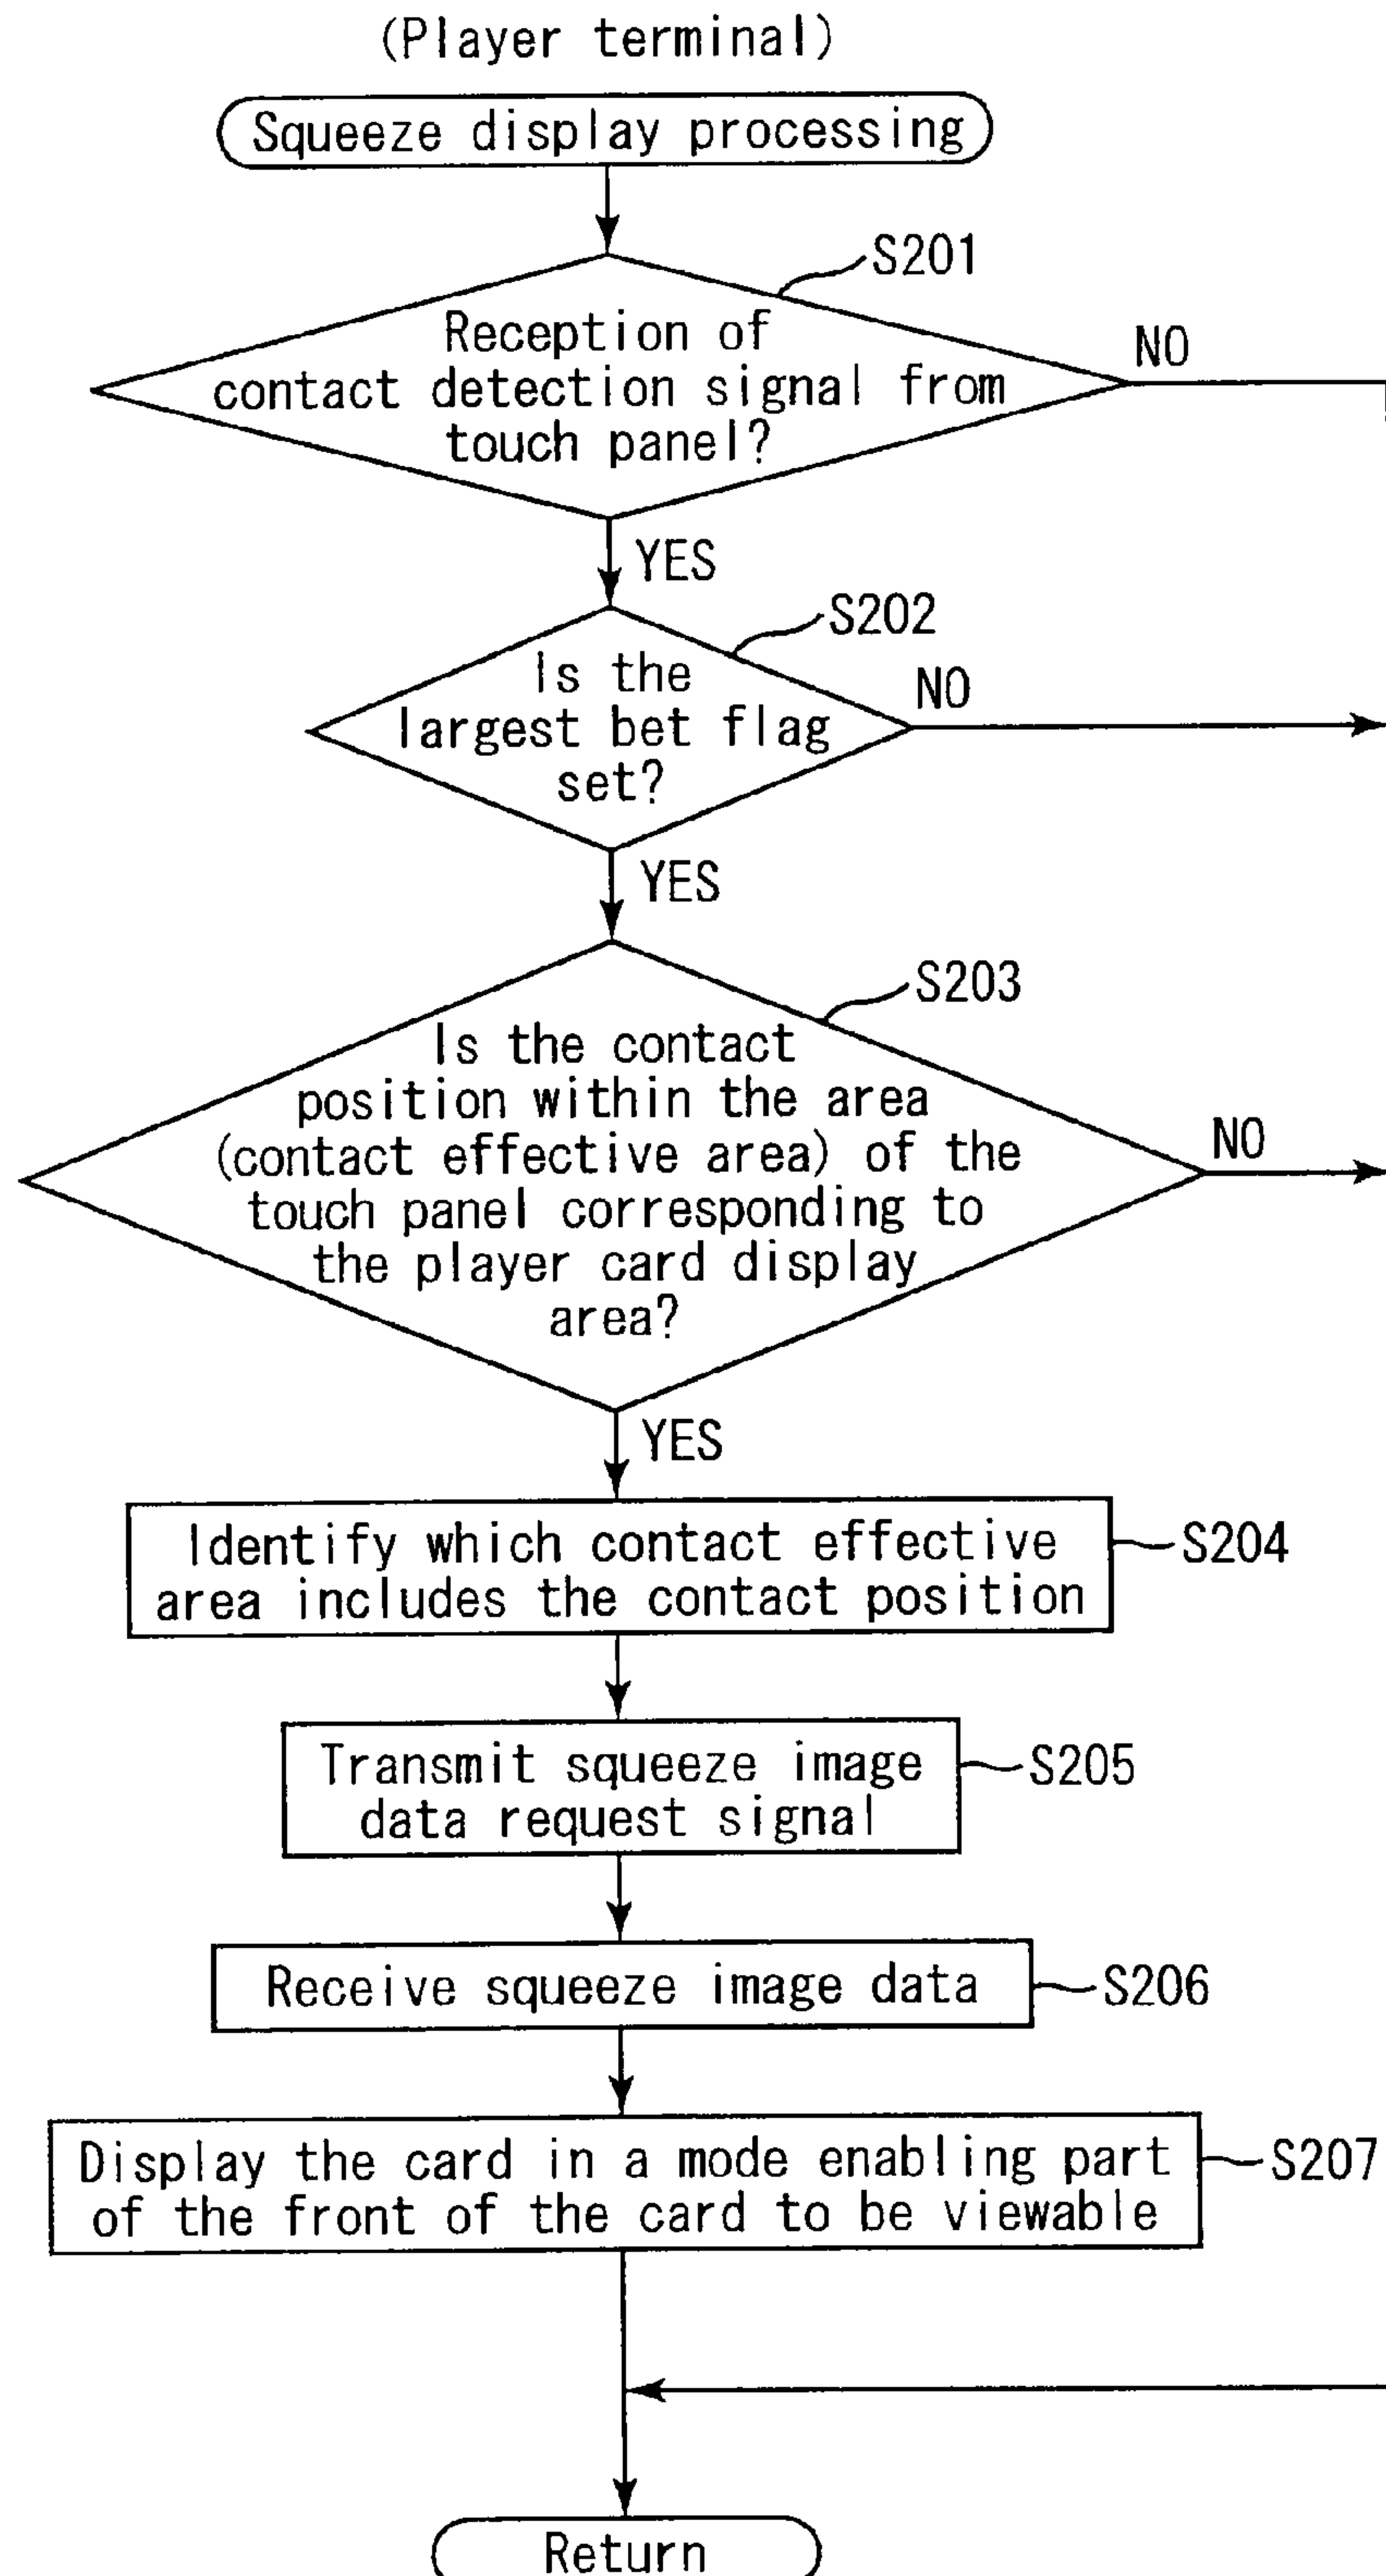 (Player terminal)
Squeeze display processing
S201
Reception of
contact detection signal from
touch panel?
NO
YES
S202
Is the
largest bet flag
set?
NO
YES
S203
Is the contact
position within the area
(contact effective area) of the
touch panel corresponding to
the player card display
area?
NO
YES
Identify which contact effective
area includes the contact position
S204
Transmit squeeze image
data request signal
S205
Receive squeeze image data
S206
Display the card in a mode enabling part
of the front of the card to be viewable
S207
Return